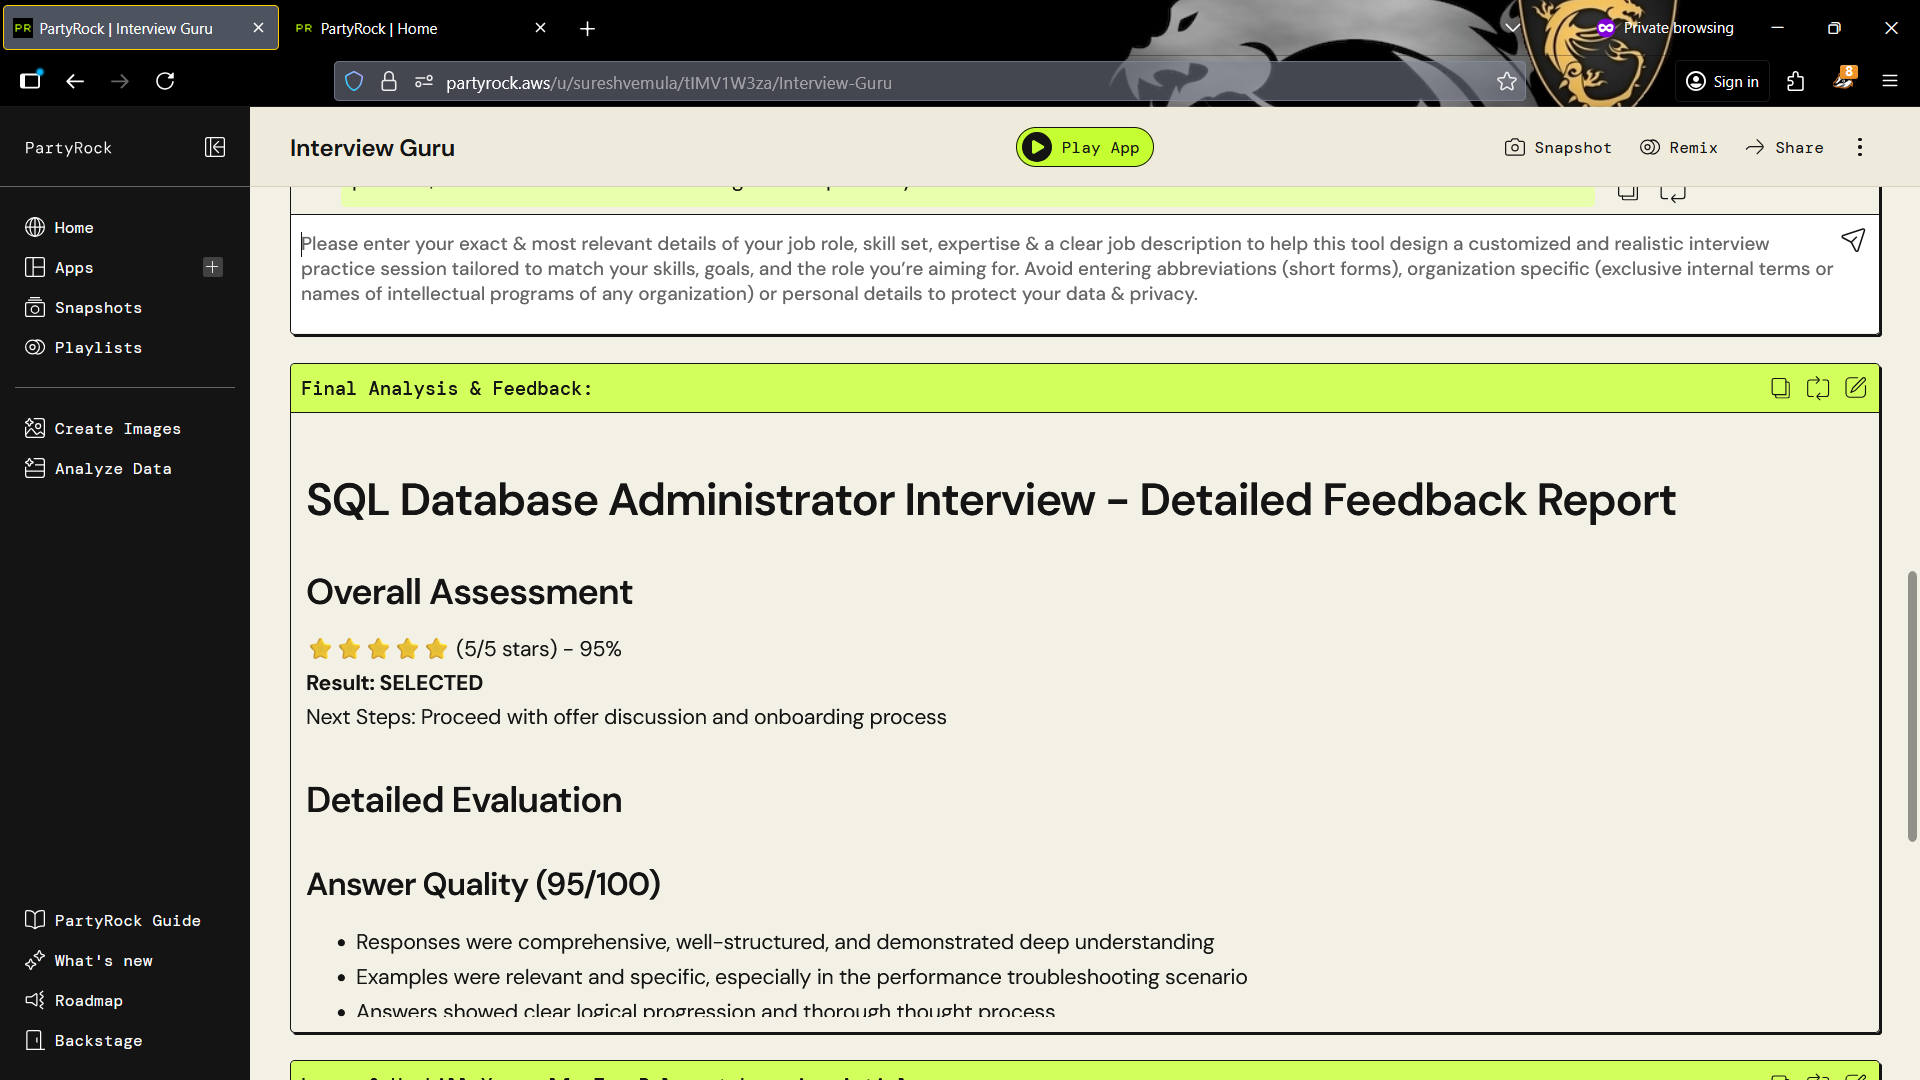 PR PartyRock | Interview Guru
PR PartyRock | Home
Private browsing
partyrock.aws/u/sureshvemula/tIMV1W3za/Interview-Guru
Sign in
8
PartyRock
Interview Guru
Play App
Snapshot
Remix
Share
Home
Apps
Snapshots
Playlists
Create Images
Analyze Data
PartyRock Guide
What's new
Roadmap
Backstage
Please enter your exact & most relevant details of your job role, skill set, expertise & a clear job description to help this tool design a customized and realistic interview
practice session tailored to match your skills, goals, and the role you’re aiming for. Avoid entering abbreviations (short forms), organization specific (exclusive internal terms or
names of intellectual programs of any organization) or personal details to protect your data & privacy.
Final Analysis & Feedback:
SQL Database Administrator Interview - Detailed Feedback Report
Overall Assessment
(5/5 stars) - 95%
Result: SELECTED
Next Steps: Proceed with offer discussion and onboarding process
Detailed Evaluation
Answer Quality (95/100)
• Responses were comprehensive, well-structured, and demonstrated deep understanding
• Examples were relevant and specific, especially in the performance troubleshooting scenario
• Answers showed clear logical progression and thorough thought process